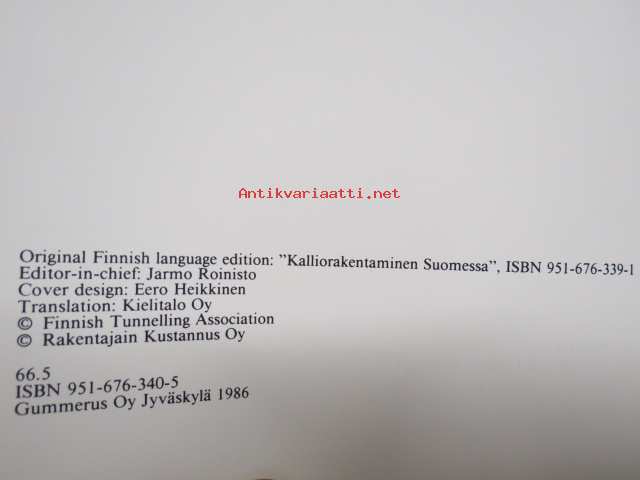 Antikvariaatti.net
Original Finnish language edition: "Kalliorakentaminen Suomessa", ISBN 951-676-339-1
Editor-in-chief: Jarmo Roinisto
Cover design: Eero Heikkinen
Translation: Kielitalo Oy
© Finnish Tunnelling Association
© Rakentajain Kustannus Oy
66.5
ISBN 951-676-340-5
Gummerus Oy Jyväskylä 1986